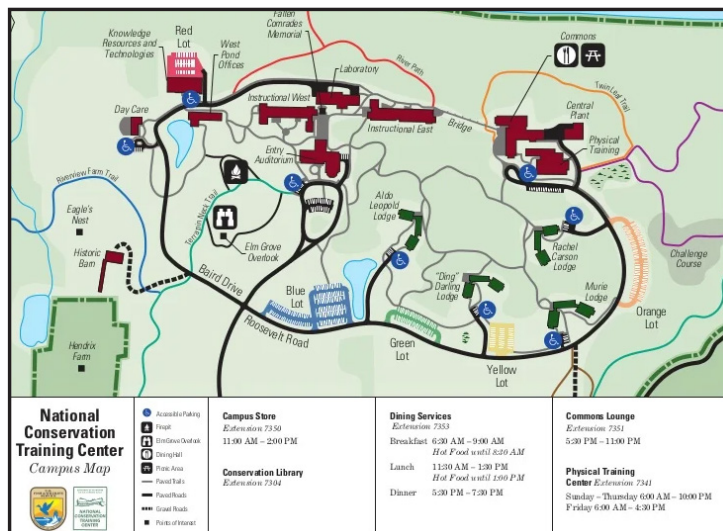 Fallen
Comrades
Memorial
Knowledge
Resources and
Technologies
Red
Lot
West
Pond
Offices
Commons
Laboratory
River Path
Twin Leaf Trail
Day Care
Instructional West
Instructional East
Bridge
Central
Plant
Physical
Training
Entry
Auditorium
Riverview Farm Trail
Eagle's
Nest
Terrapin Neck Trail
Aldo
Leopold
Lodge
Elm Grove
Overlook
Rachel
Carson
Lodge
Challenge
Course
Historic
Barn
Baird Drive
Blue
Lot
"Ding"
Darling
Lodge
Murie
Lodge
Orange
Lot
Roosevelt Road
Hendrix
Farm
Green
Lot
Yellow
Lot
National
Conservation
Training Center
Campus Map
NATIONAL
CONSERVATION
TRAINING
CENTER
Accessible Parking
Firepit
Elm Grove Overlook
Dining Hall
Picnic Area
Paved Trails
Paved Roads
Gravel Roads
Points of Interest
Campus Store
Extension 7350
11:00 AM – 2:00 PM
Conservation Library
Extension 7304
Dining Services
Extension 7353
Breakfast 6:30 AM – 9:00 AM
Hot Food until 8:30 AM
Lunch 11:30 AM – 1:30 PM
Hot Food until 1:00 PM
Dinner 5:30 PM – 7:30 PM
Commons Lounge
Extension 7351
5:30 PM – 11:00 PM
Physical Training
Center Extension 7341
Sunday – Thursday 6:00 AM – 10:00 PM
Friday 6:00 AM – 4:30 PM